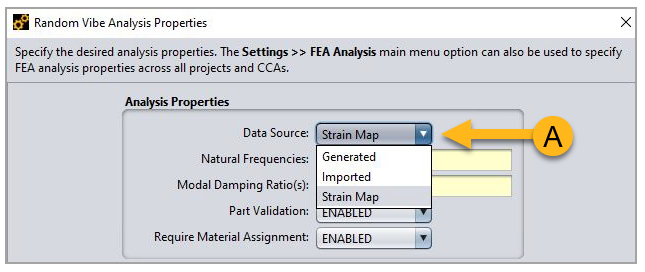 Random Vibe Analysis Properties
Specify the desired analysis properties. The Settings >> FEA Analysis main menu option can also be used to specify
FEA analysis properties across all projects and CCAs.
Analysis Properties
Data Source: Strain Map A
Generated
Natural Frequencies:
Imported
Modal Damping Ratio(s):
Strain Map
Part Validation: ENABLED
Require Material Assignment: ENABLED